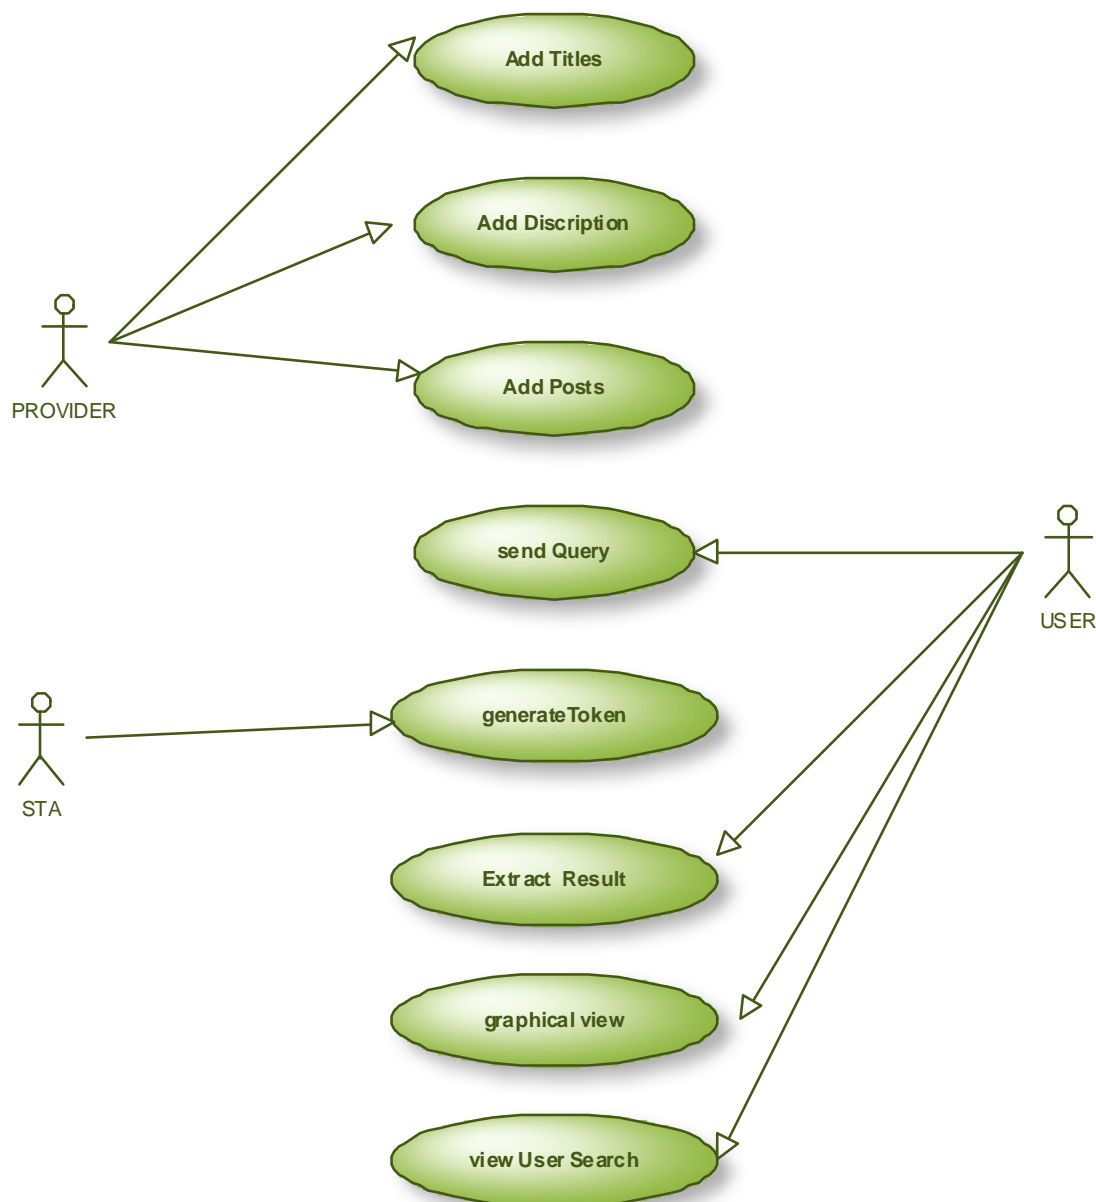 Add Titles
Add Discription
Add Posts
PROVIDER
send Query
USER
generateToken
STA
Extract Result
graphical view
view User Search